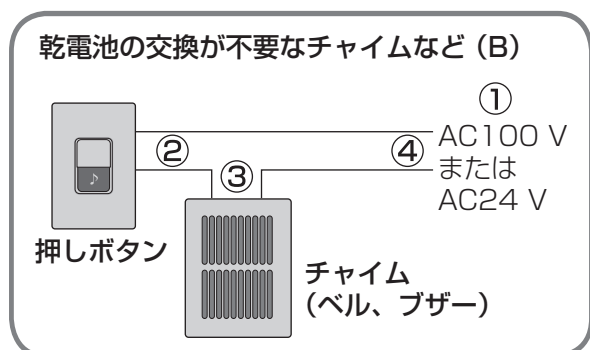 乾電池の交換が不要なチャイムなど（B）
①
AC100 V
または
AC24 V
②
③
④
♪
押しボタン
チャイム
（ベル、ブザー）